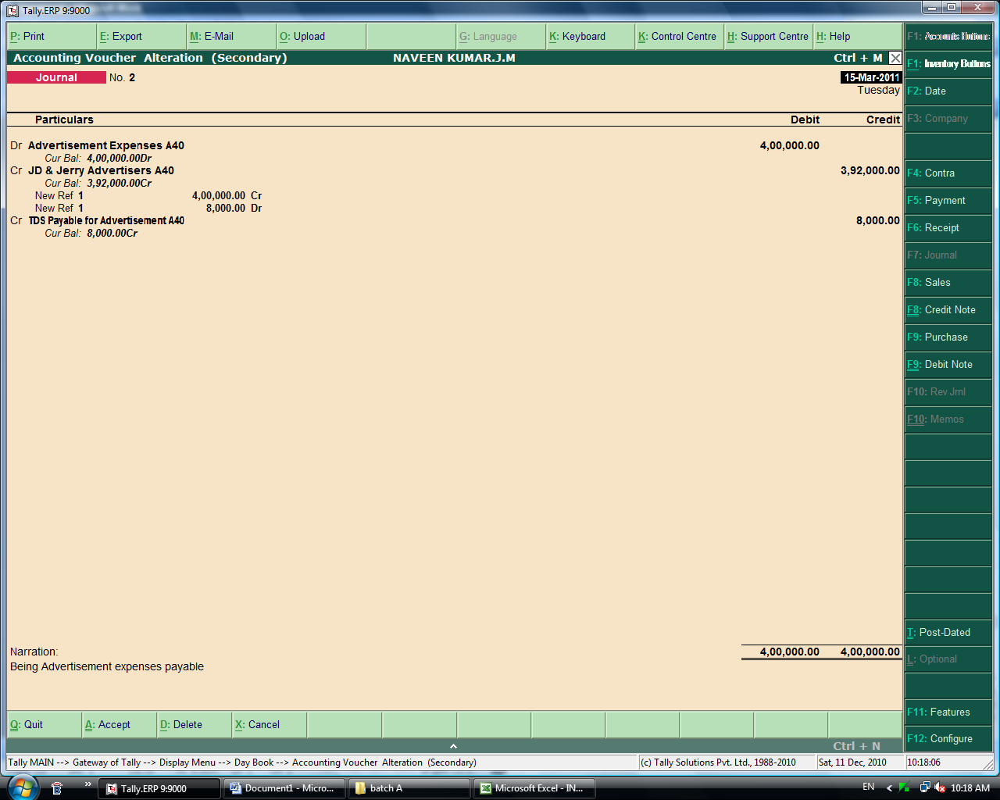 Tally.ERP 9:9000
P: Print
E: Export
M: E-Mail
O: Upload
G: Language
K: Keyboard
K: Control Centre
H: Support Centre
H: Help
Accounting Voucher Alteration (Secondary) NAVEEN KUMAR.J.M Ctrl + M
Journal No. 2 15-Mar-2011
Tuesday
Particulars Debit Credit
Dr Advertisement Expenses A40 4,00,000.00
Cur Bal: 4,00,000.00Dr
Cr JD & Jerry Advertisers A40 3,92,000.00
Cur Bal: 3,92,000.00Cr
New Ref 1 4,00,000.00 Cr
New Ref 1 8,000.00 Dr
Cr TDS Payable for Advertisement A40 8,000.00
Cur Bal: 8,000.00Cr
Narration: 4,00,000.00 4,00,000.00
Being Advertisement expenses payable
F1: Accounts Buttons
F1: Inventory Buttons
F2: Date
F3: Company
F4: Contra
F5: Payment
F6: Receipt
F7: Journal
F8: Sales
F8: Credit Note
F9: Purchase
F9: Debit Note
F10: Rev Jrnl
F10: Memos
T: Post-Dated
L: Optional
F11: Features
F12: Configure
Q: Quit
A: Accept
D: Delete
X: Cancel
Ctrl + N
Tally MAIN --> Gateway of Tally --> Display Menu --> Day Book --> Accounting Voucher Alteration (Secondary) (c) Tally Solutions Pvt. Ltd., 1988-2010 Sat, 11 Dec, 2010 10:18:06
Tally.ERP 9:9000
Document1 - Micro...
batch A
Microsoft Excel - IN...
EN
10:18 AM